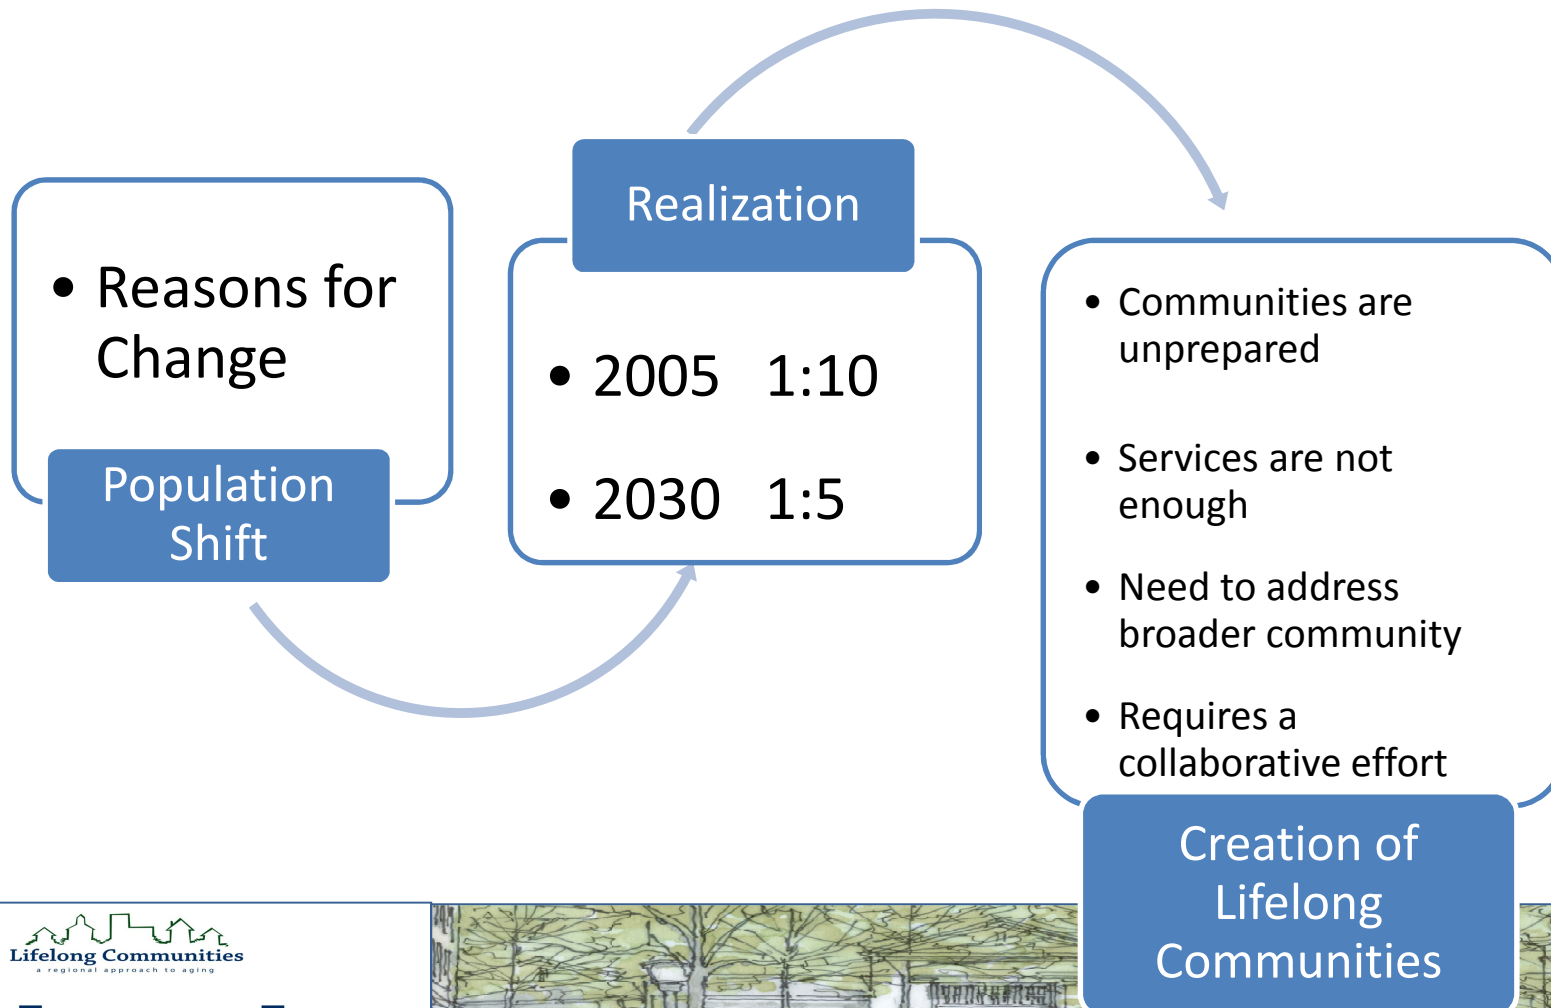 • Reasons for
Change
Population
Shift
Realization
• 2005 1:10
• 2030 1:5
• Communities are
unprepared
• Services are not
enough
• Need to address
broader community
• Requires a
collaborative effort
Creation of
Lifelong
Communities
Lifelong Communities
a regional approach to aging